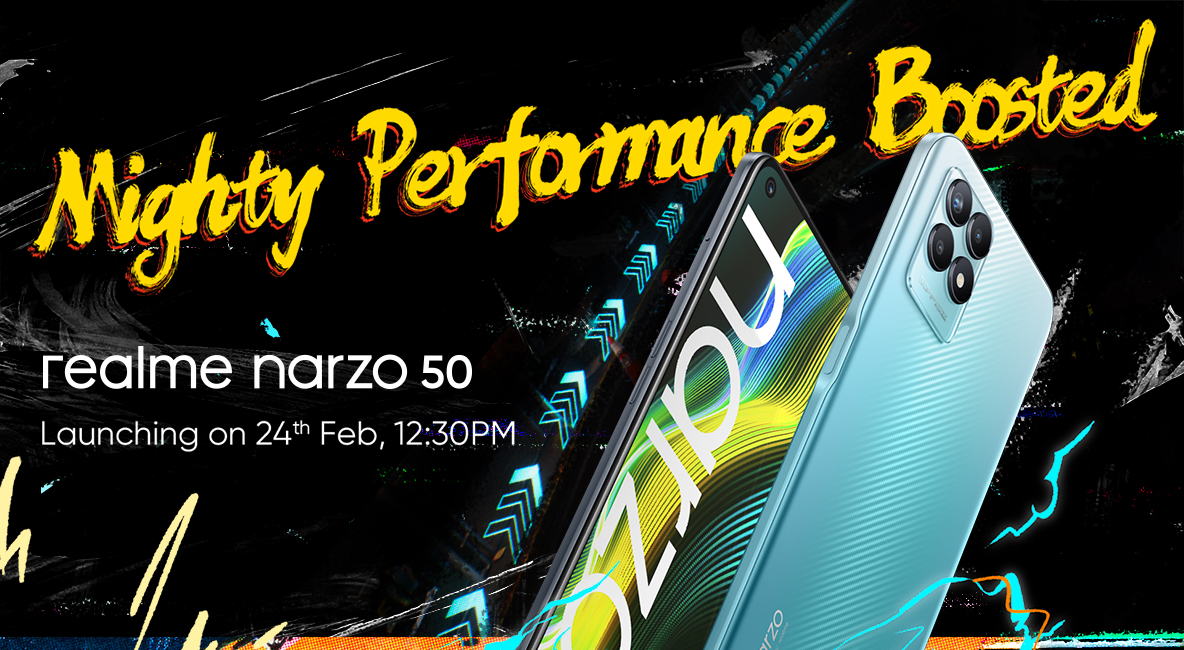 Mighty Performance Boosted
realme narzo 50
Launching on 24th Feb, 12:30PM
narzo